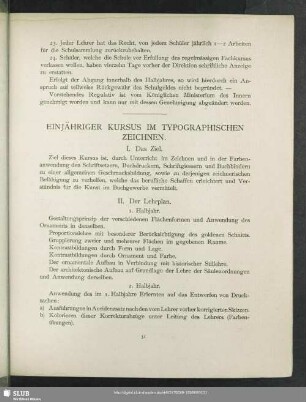 23. Jeder Lehrer hat das Recht, von jedem Schüler jährlich 1—2 Arbeiten
für die Schulsammlung zurückzubehalten.
24. Schüler, welche die Schule vor Erfüllung des regelmässigen Fachkursus
verlassen wollen, haben vierzehn Tage vorher der Direktion schriftliche Anzeige
zu erstatten.
Erfolgt der Abgang innerhalb des Halbjahres, so wird hierdurch ein An-
spruch auf teilweise Rückgewähr des Schulgeldes nicht begründet. —
Vorstehendes Regulativ ist vom Königlichen Ministerium des Innern
genehmigt worden und kann nur mit dessen Genehmigung abgeändert werden.
EINJÄHRIGER KURSUS IM TYPOGRAPHISCHEN
ZEICHNEN.
I. Das Ziel.
Ziel dieses Kursus ist, durch Unterricht im Zeichnen und in der Farben-
anwendung den Schriftsetzern, Buchdruckern, Schriftgiessern und Buchbindern
zu einer allgemeinen Geschmacksbildung, sowie zu derjenigen zeichnerischen
Befähigung zu verhelfen, welche das berufliche Schaffen erleichtert und Ver-
ständnis für die Kunst im Buchgewerbe vermittelt.
II. Der Lehrplan.
1. Halbjahr.
Gestaltungsprinzip der verschiedenen Flächenformen und Anwendung des
Ornaments in denselben.
Proportionslehre mit besonderer Berücksichtigung des goldenen Schnitts.
Gruppierung zweier und mehrerer Flächen im gegebenen Raume.
Kontrastbildungen durch Form und Lage.
Kontrastbildungen durch Ornament und Farbe.
Der ornamentale Aufbau in Verbindung mit historischer Stillehre.
Der architektonische Aufbau auf Grundlage der Lehre der Säulenordnungen
und Anwendung derselben.
2. Halbjahr.
Anwendung des im 1. Halbjahre Erlernten auf das Entwerfen von Druck-
sachen:
a) Ausführungen in Accidenzsatz nach den vom Lehrer vorher korrigierten Skizzen.
b) Kolorieren dieser Korrekturabzüge unter Leitung des Lehrers (Farben-
übungen).